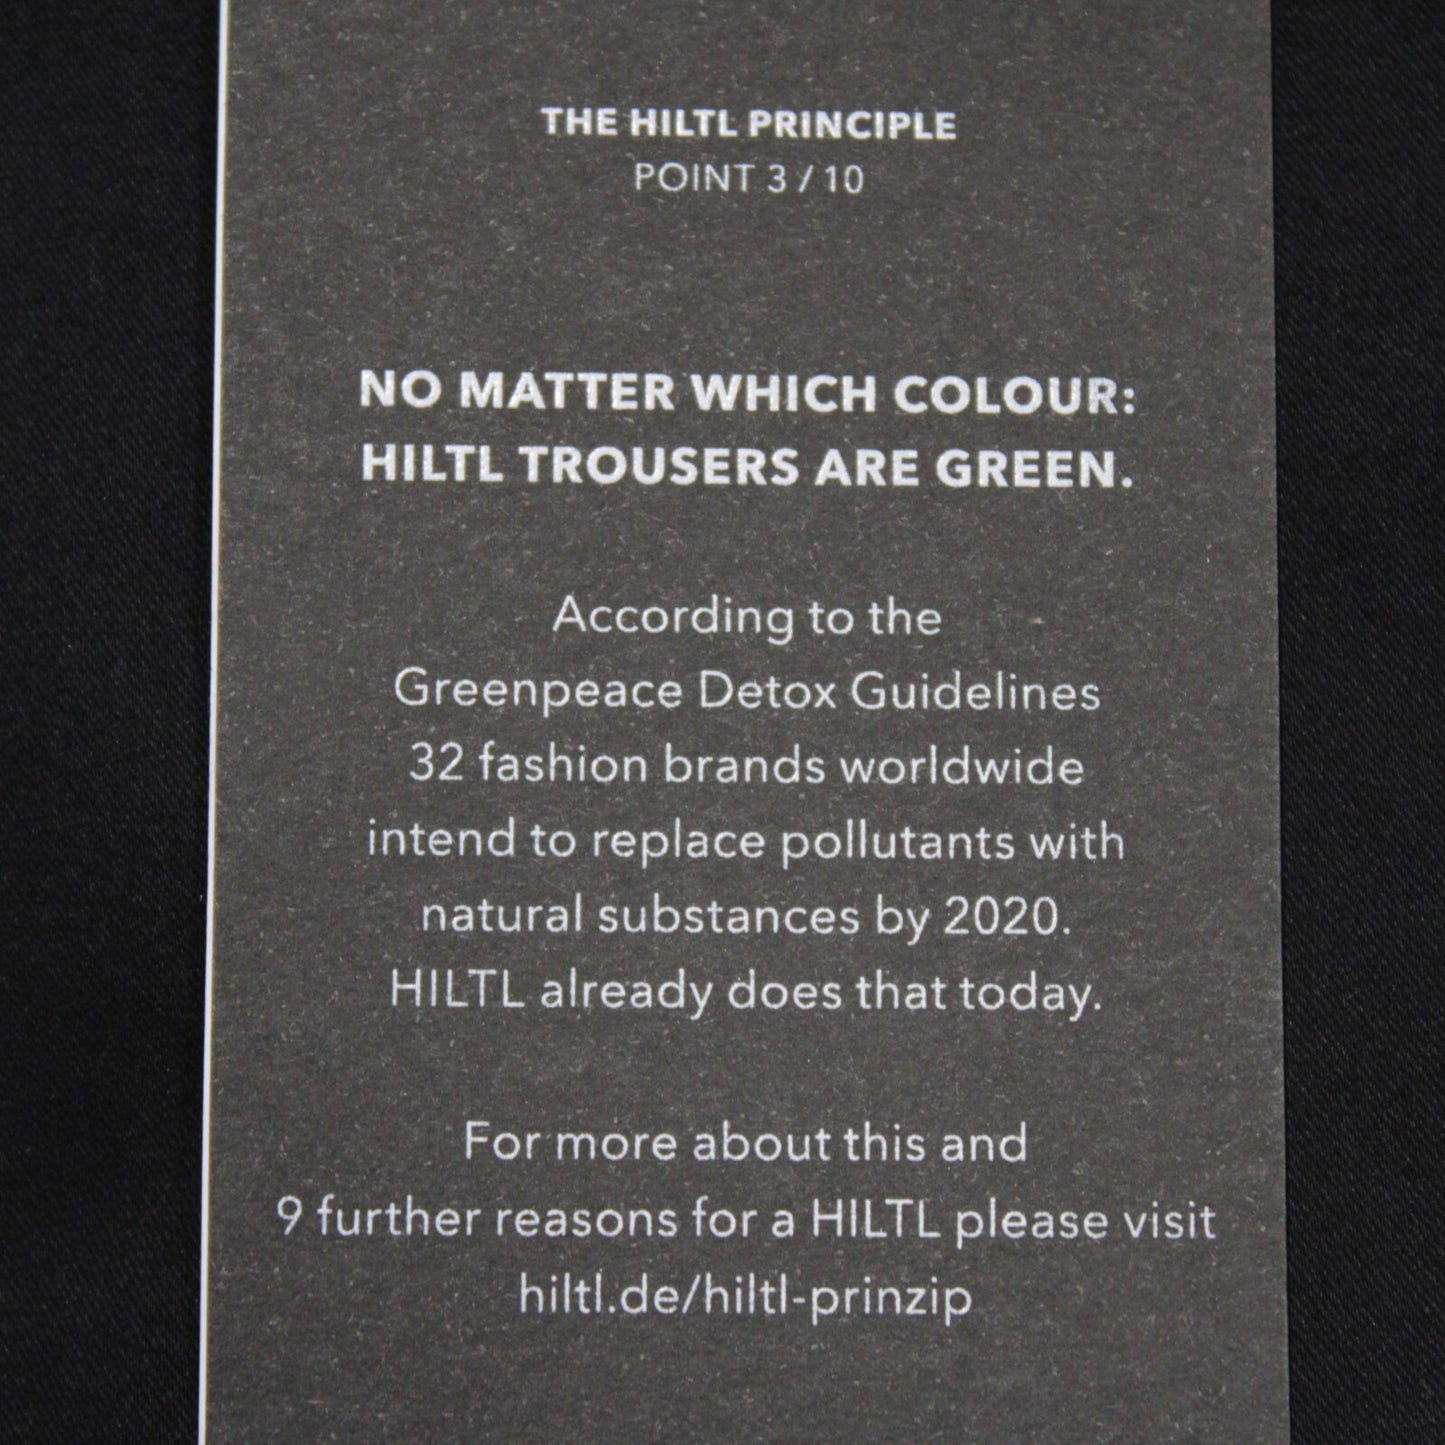 THE HILTL PRINCIPLE
POINT 3 / 10
NO MATTER WHICH COLOUR:
HILTL TROUSERS ARE GREEN.
According to the
Greenpeace Detox Guidelines
32 fashion brands worldwide
intend to replace pollutants with
natural substances by 2020.
HILTL already does that today.
For more about this and
9 further reasons for a HILTL please visit
hiltl.de/hiltl-prinzip